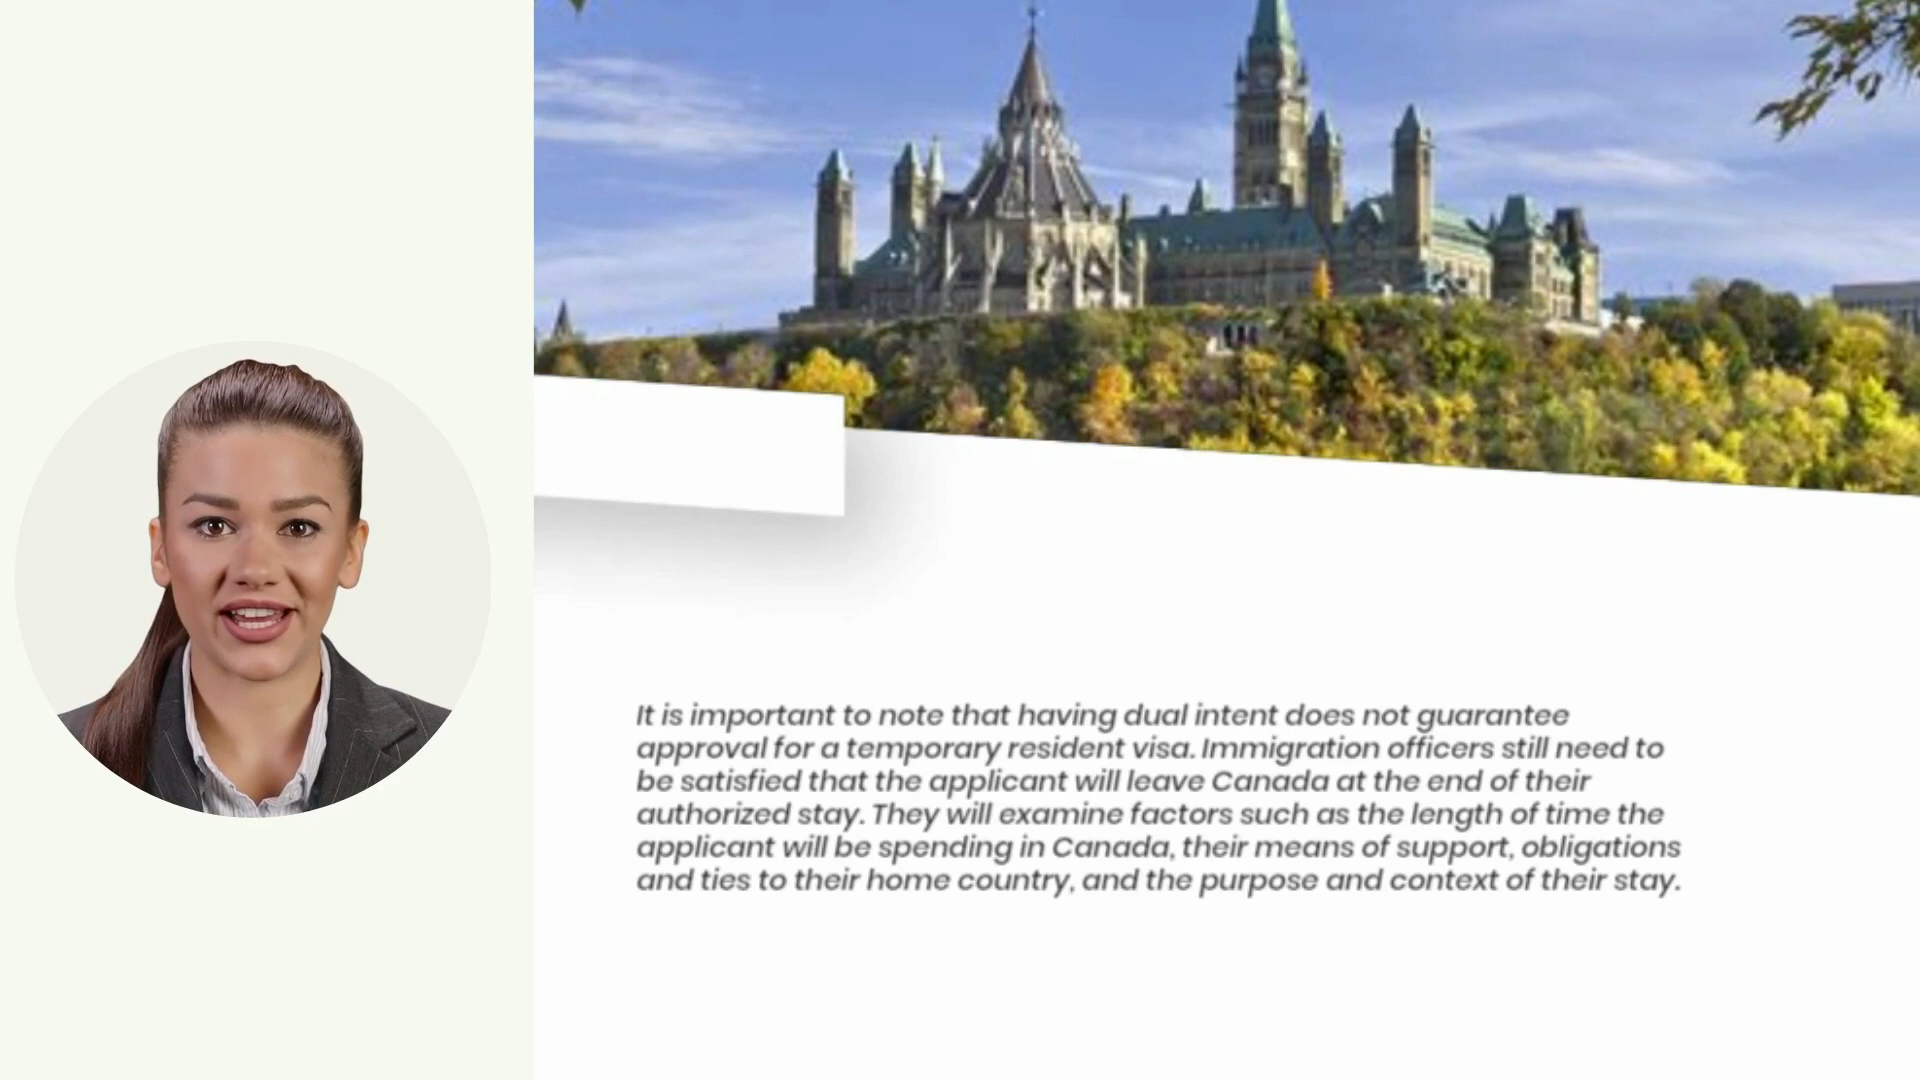 It is important to note that having dual intent does not guarantee
approval for a temporary resident visa. Immigration officers still need to
be satisfied that the applicant will leave Canada at the end of their
authorized stay. They will examine factors such as the length of time the
applicant will be spending in Canada, their means of support, obligations
and ties to their home country, and the purpose and context of their stay.